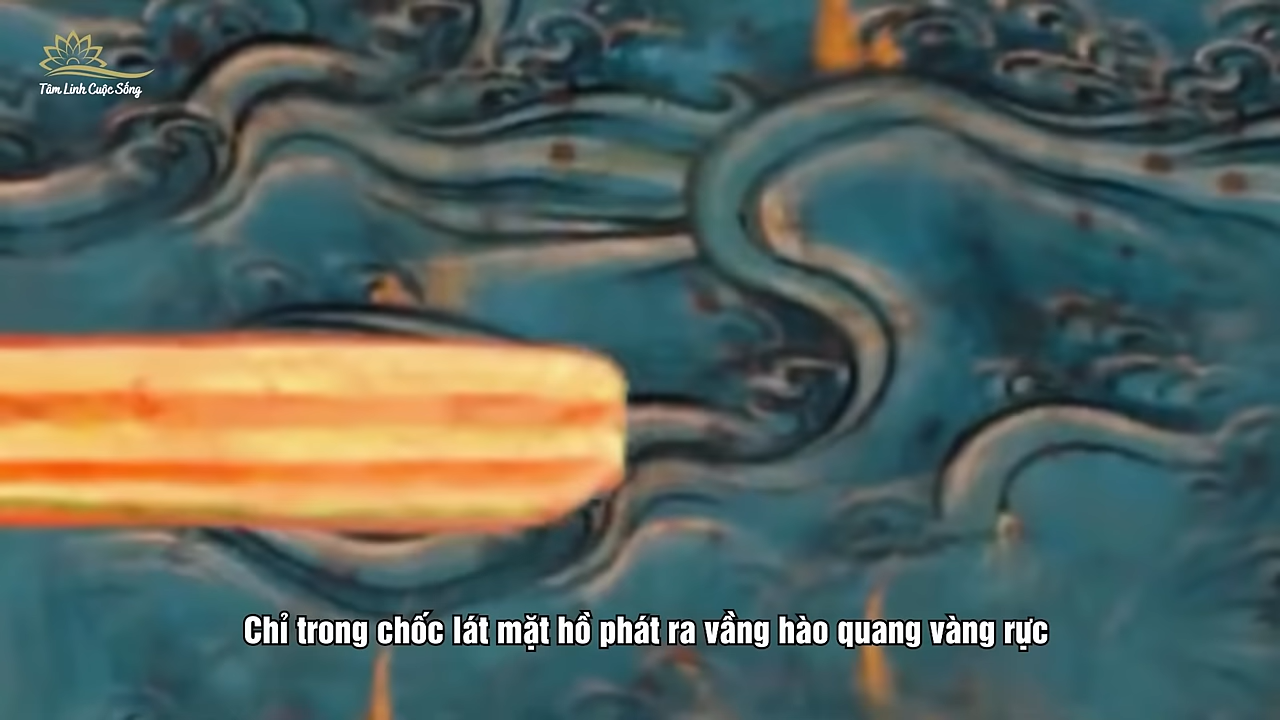 Tâm Linh Cuộc Sống
Chỉ trong chốc lát mặt hồ phát ra vầng hào quang vàng rực